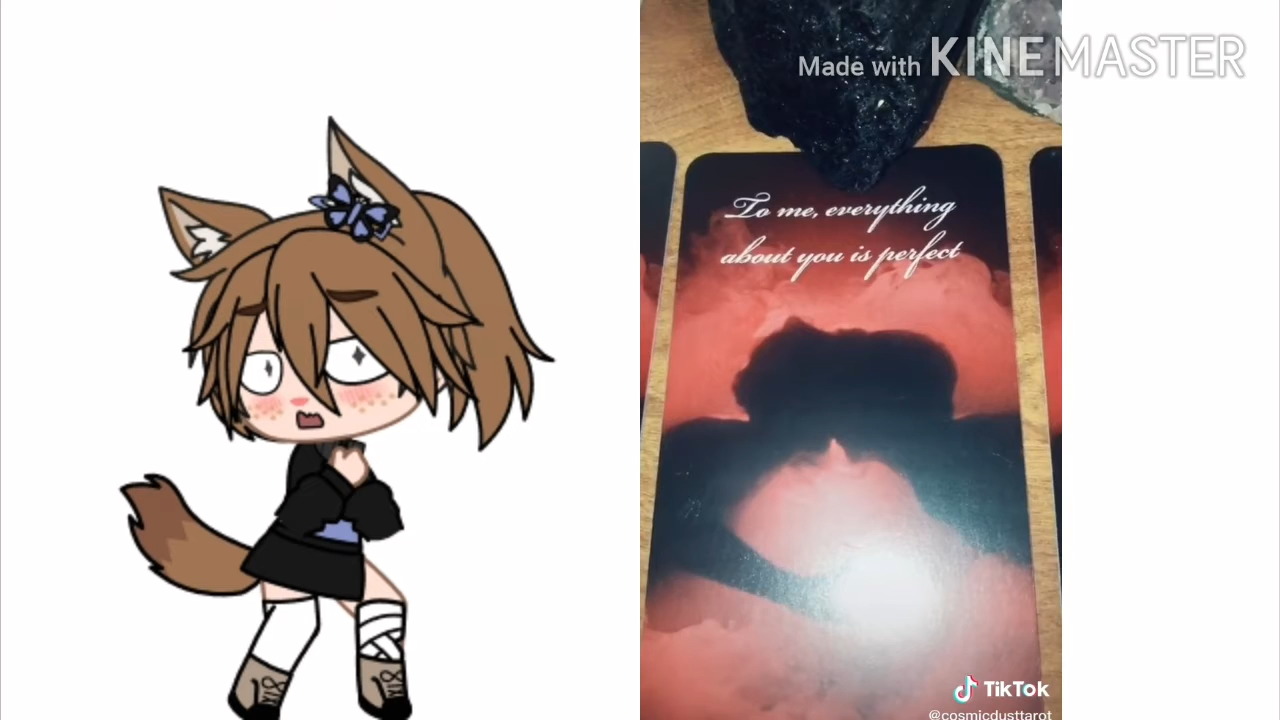 Made with KINEMASTER
To me, everything
about you is perfect
TikTok
@cosmicdusttarot